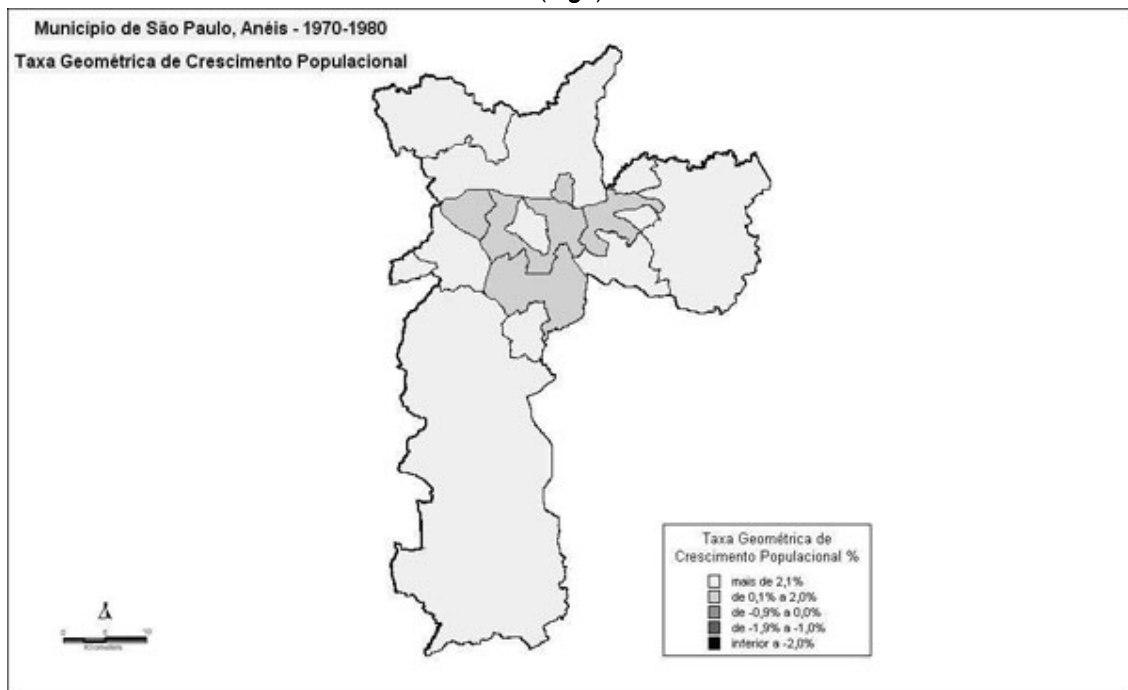 Município de São Paulo, Anéis - 1970-1980
Taxa Geométrica de Crescimento Populacional
Taxa Geométrica de
Crescimento Populacional %
mais de 2,1%
de 0,1% a 2,0%
de -0,9% a 0,0%
de -1,9% a -1,0%
inferior a -2,0%
0 10